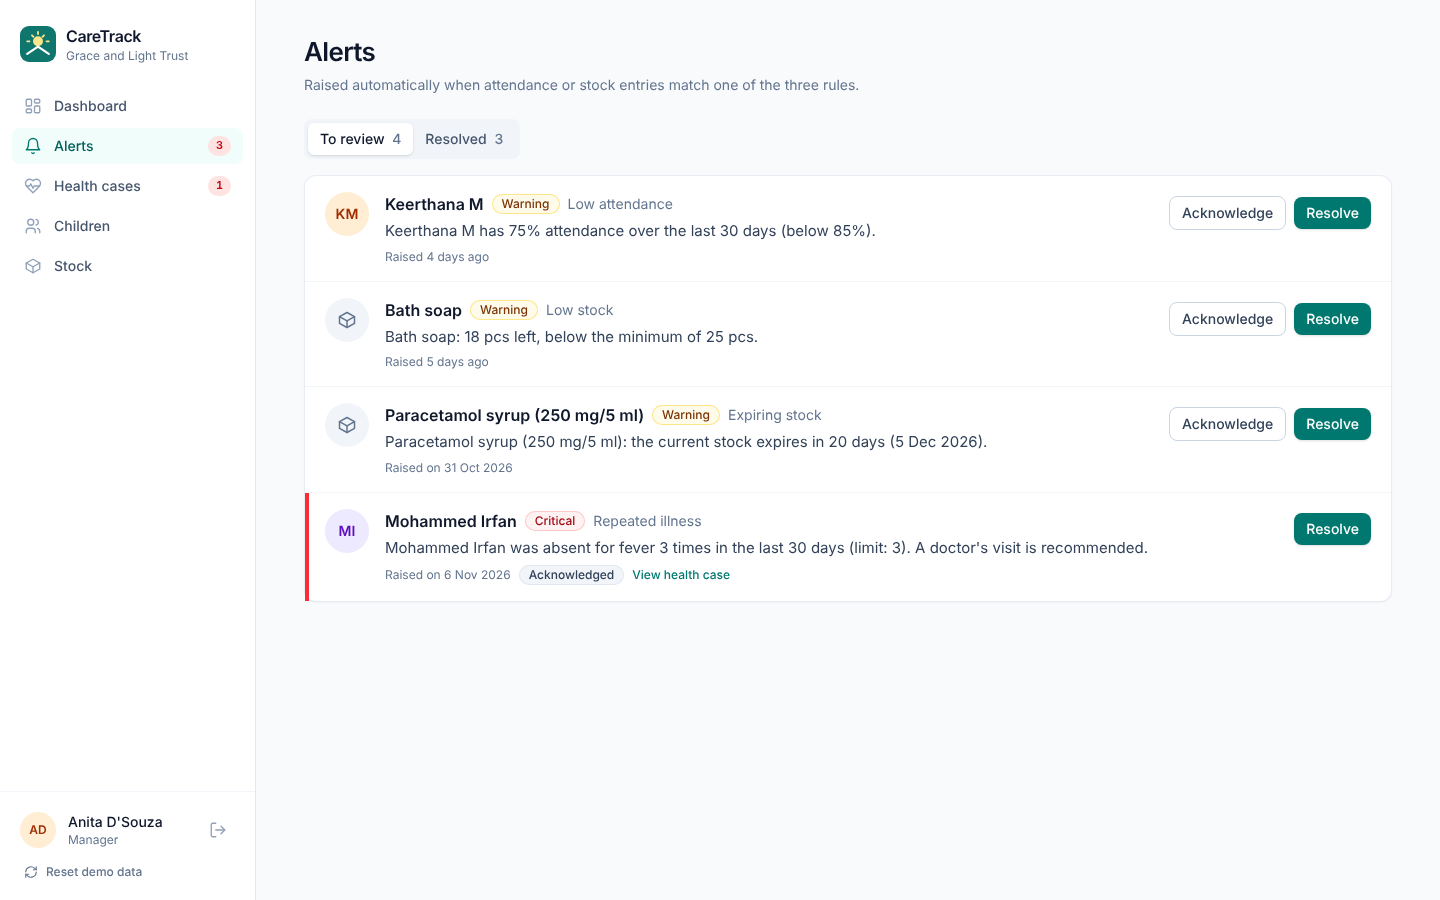 CareTrack
Grace and Light Trust
Dashboard
Alerts 3
Health cases 1
Children
Stock
AD
Anita D'Souza
Manager
Reset demo data
Alerts
Raised automatically when attendance or stock entries match one of the three rules.
To review 4 Resolved 3
KM
Keerthana M Warning Low attendance
Keerthana M has 75% attendance over the last 30 days (below 85%).
Raised 4 days ago
Acknowledge Resolve
Bath soap Warning Low stock
Bath soap: 18 pcs left, below the minimum of 25 pcs.
Raised 5 days ago
Acknowledge Resolve
Paracetamol syrup (250 mg/5 ml) Warning Expiring stock
Paracetamol syrup (250 mg/5 ml): the current stock expires in 20 days (5 Dec 2026).
Raised on 31 Oct 2026
Acknowledge Resolve
MI
Mohammed Irfan Critical Repeated illness
Mohammed Irfan was absent for fever 3 times in the last 30 days (limit: 3). A doctor's visit is recommended.
Raised on 6 Nov 2026 Acknowledged View health case
Resolve